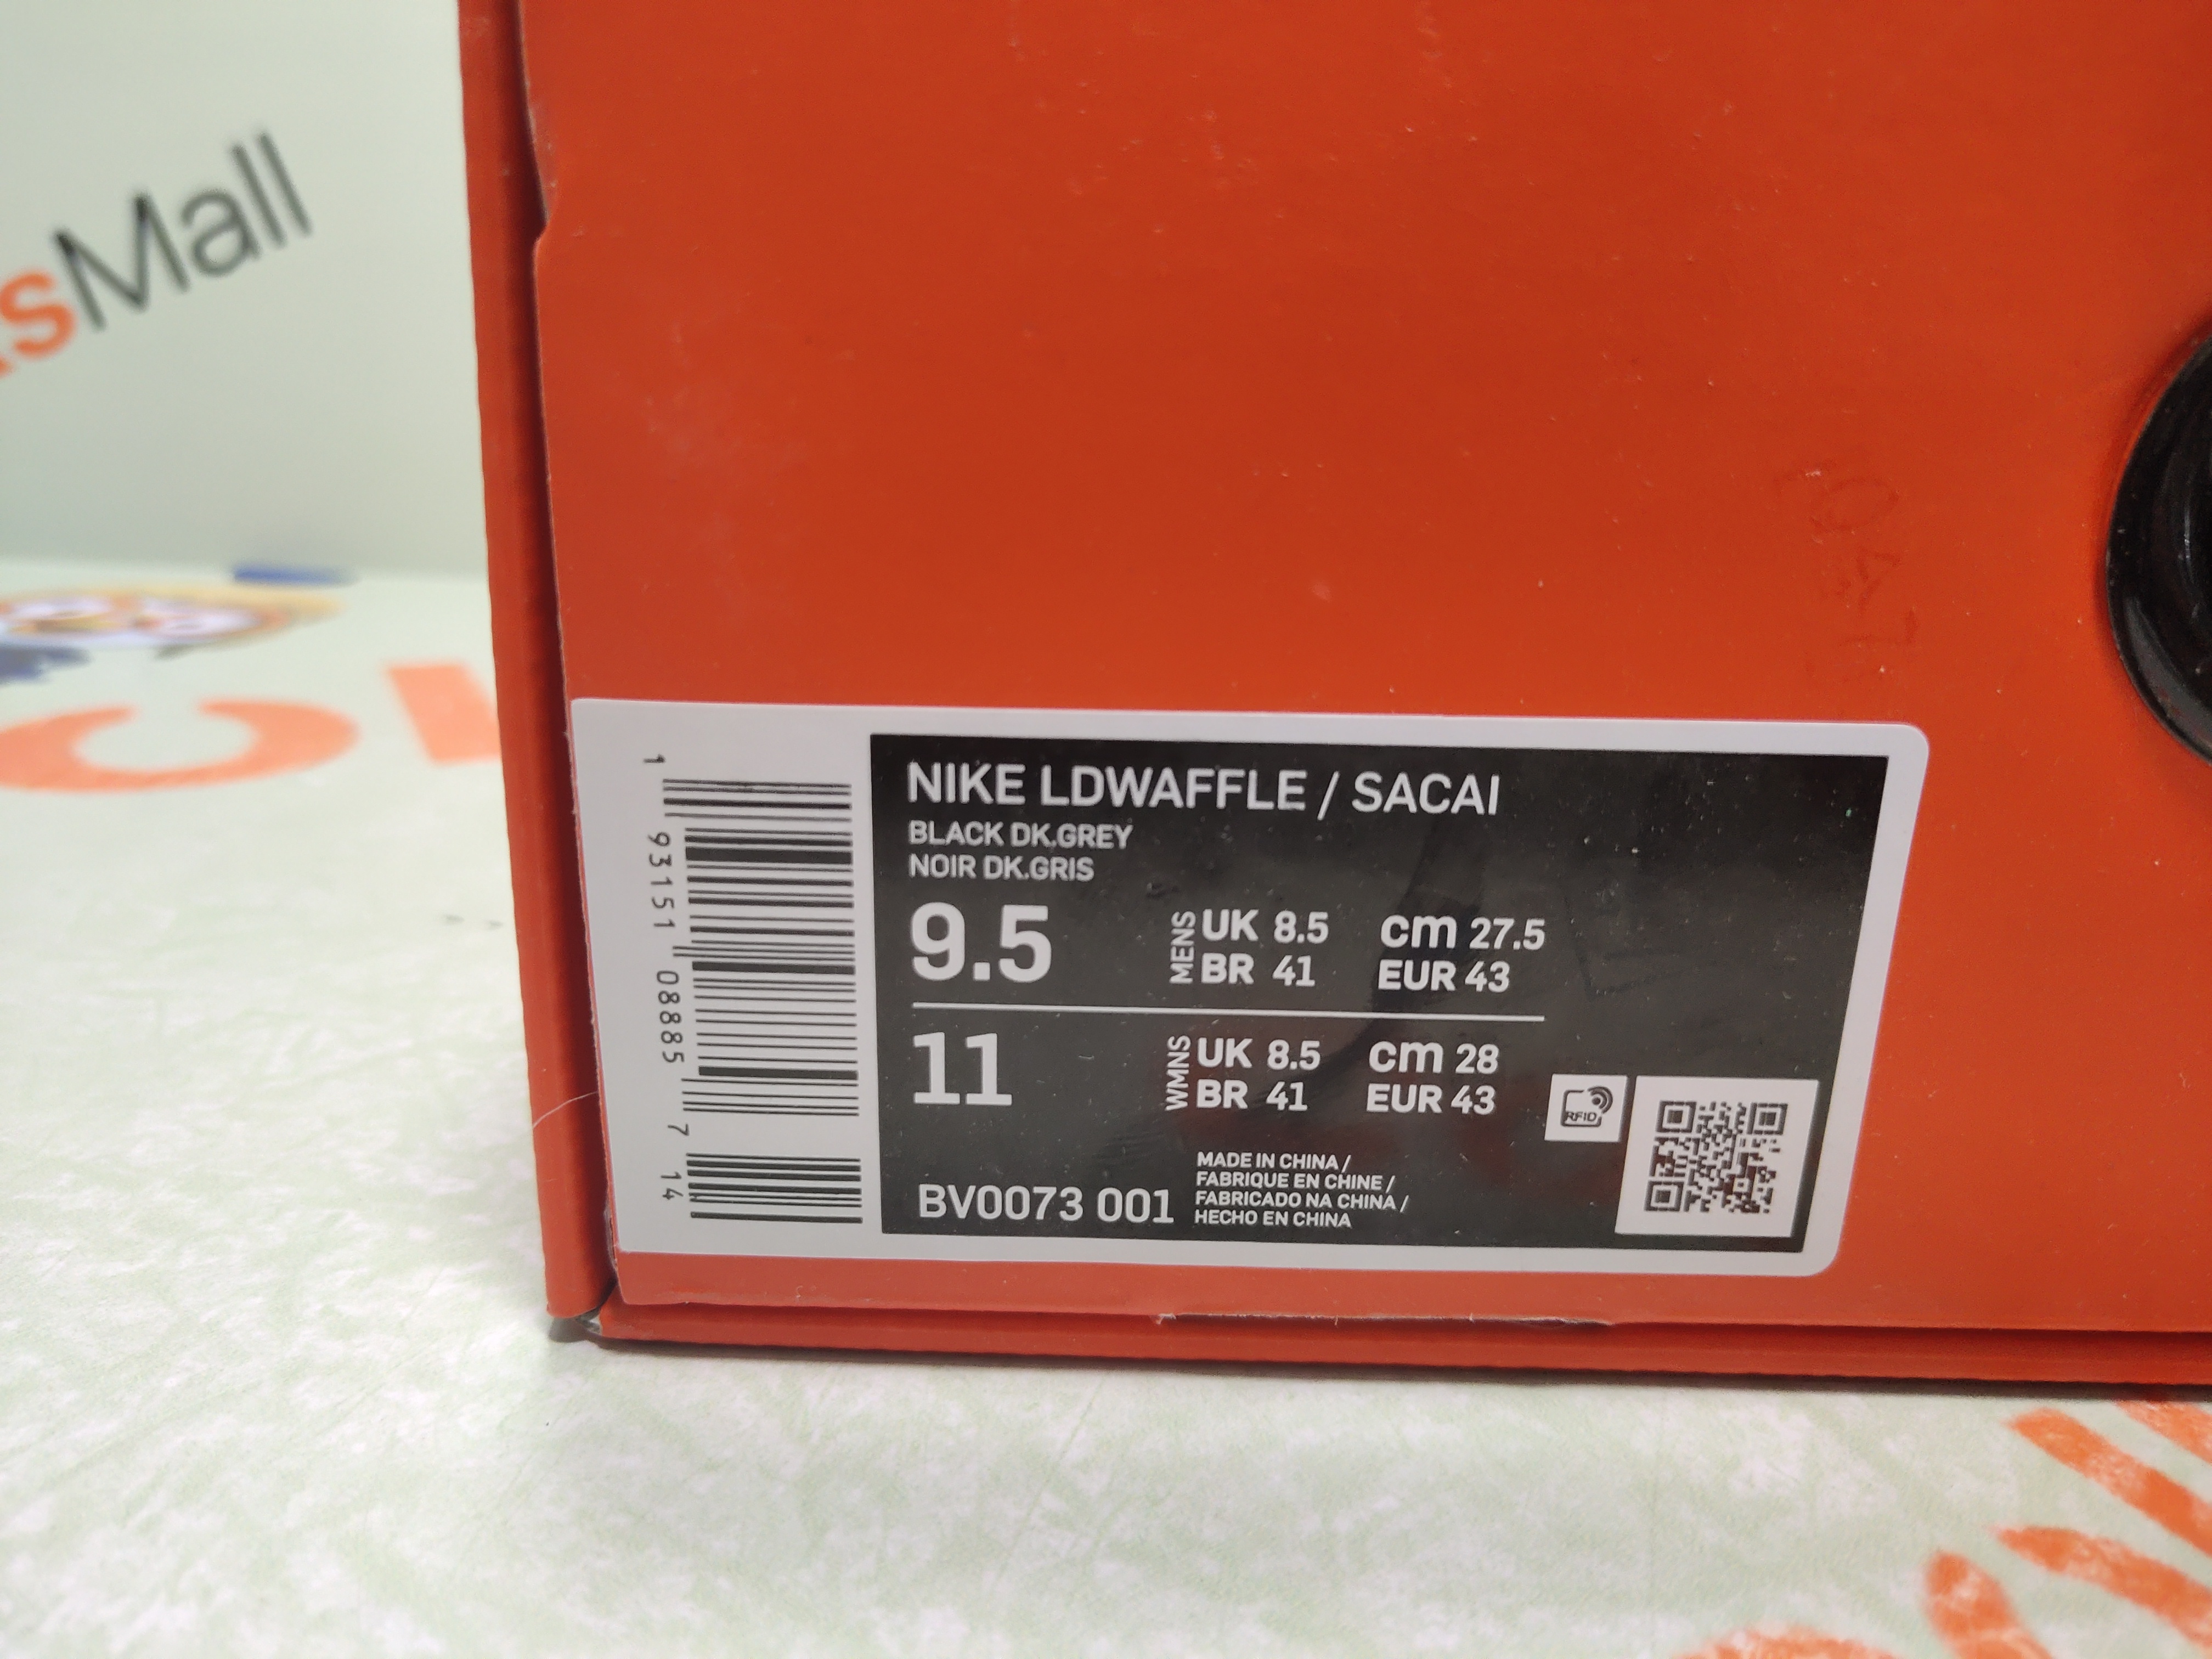 sMall
NIKE LDWAFFLE / SACAI
BLACK DK.GREY
NOIR DK.GRIS
9.5
MENS
UK 8.5 cm 27.5
BR 41 EUR 43
11
WMNS
UK 8.5 cm 28
BR 41 EUR 43
RFID
BV0073 001
MADE IN CHINA /
FABRIQUE EN CHINE /
FABRICADO NA CHINA /
HECHO EN CHINA
1 93151 08885 7 14